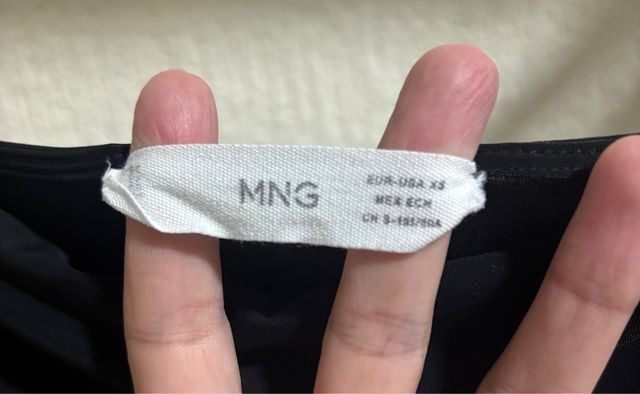 MNG
EUR-USA XS
MEX ECH
CN S-155/80A